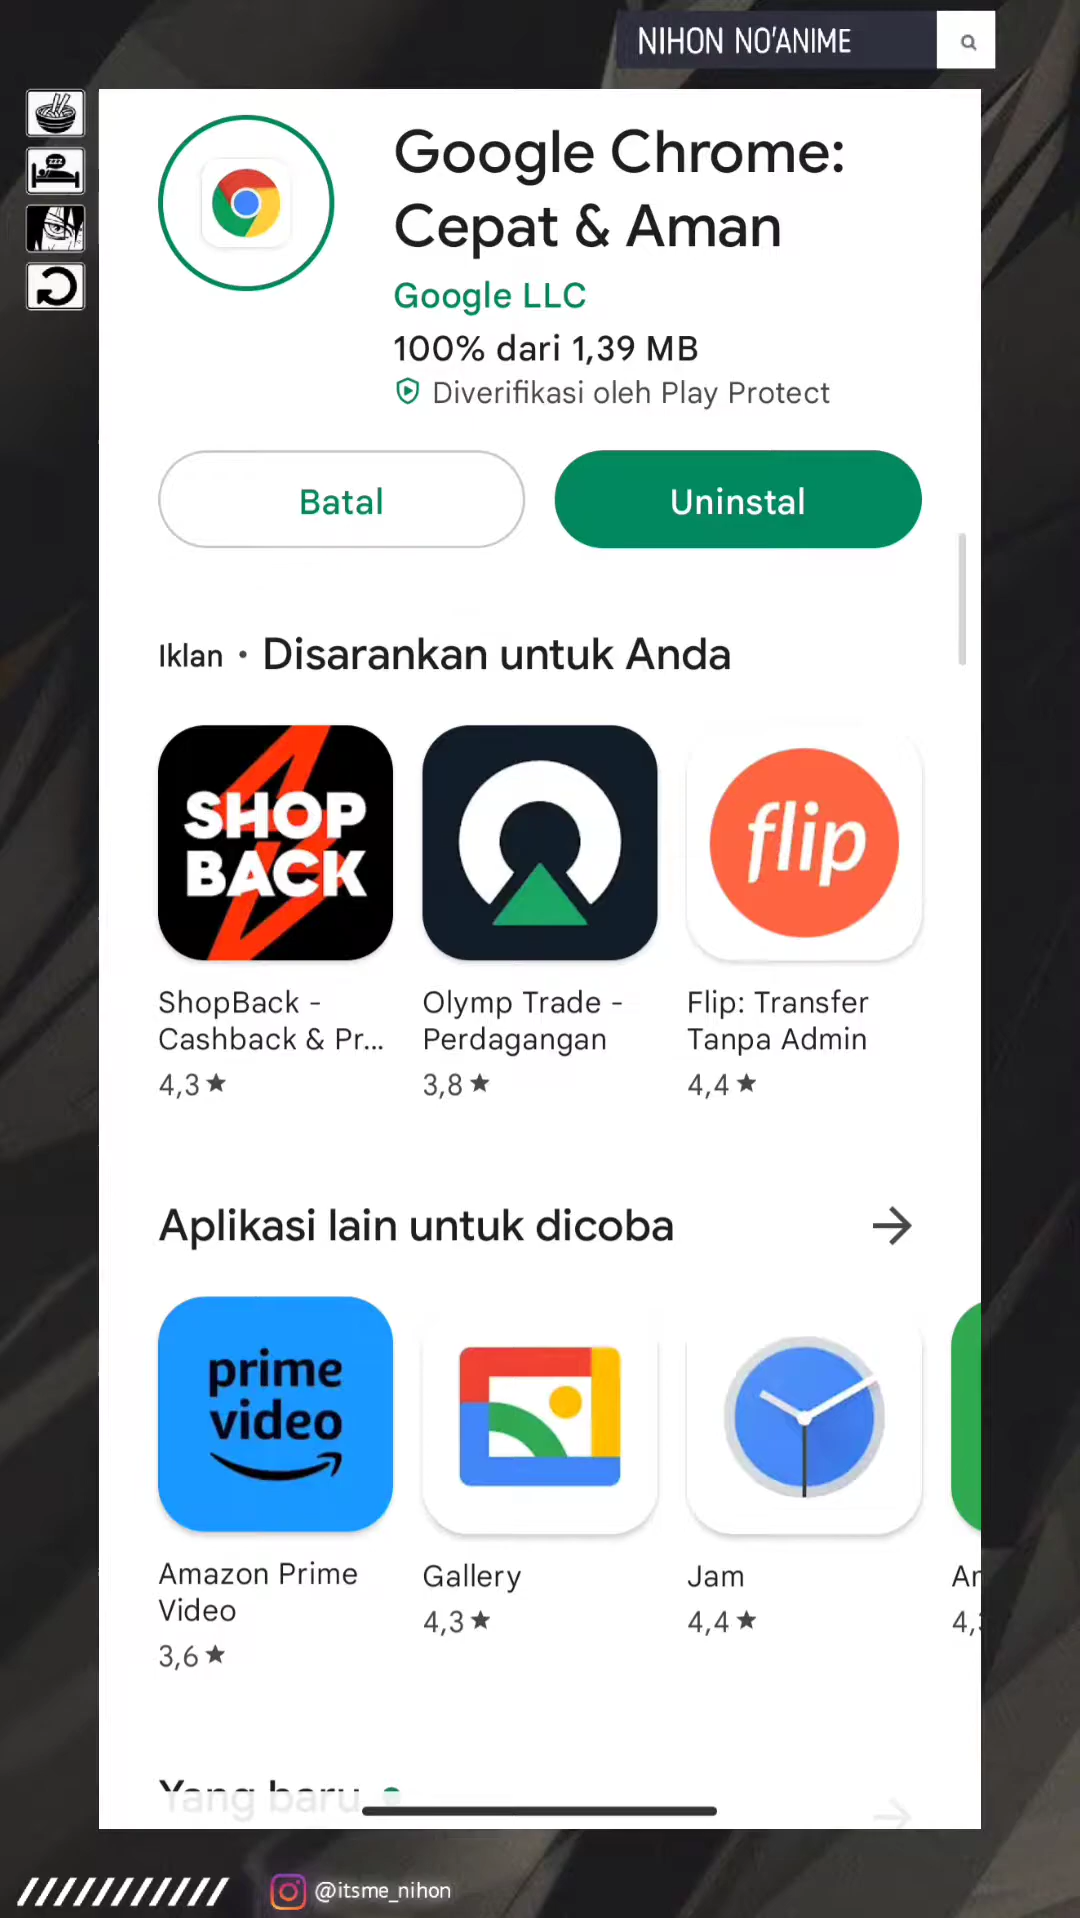 NIHON NO'ANIME
zzz
Google Chrome:
Cepat & Aman
Google LLC
100% dari 1,39 MB
Diverifikasi oleh Play Protect
Batal
Uninstal
Iklan • Disarankan untuk Anda
SHOP
BACK
flip
ShopBack -
Cashback & Pr...
4,3★
Olymp Trade -
Perdagangan
3,8★
Flip: Transfer
Tanpa Admin
4,4★
Aplikasi lain untuk dicoba
prime
video
Amazon Prime
Video
3,6★
Gallery
4,3★
Jam
4,4★
Yang baru
@itsme_nihon